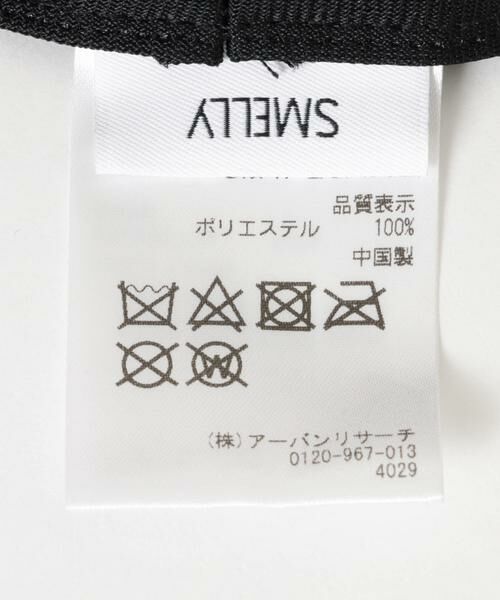 SMELLY
品質表示
ポリエステル 100%
中国製
W
(株)アーバンリサーチ
0120-967-013
4029